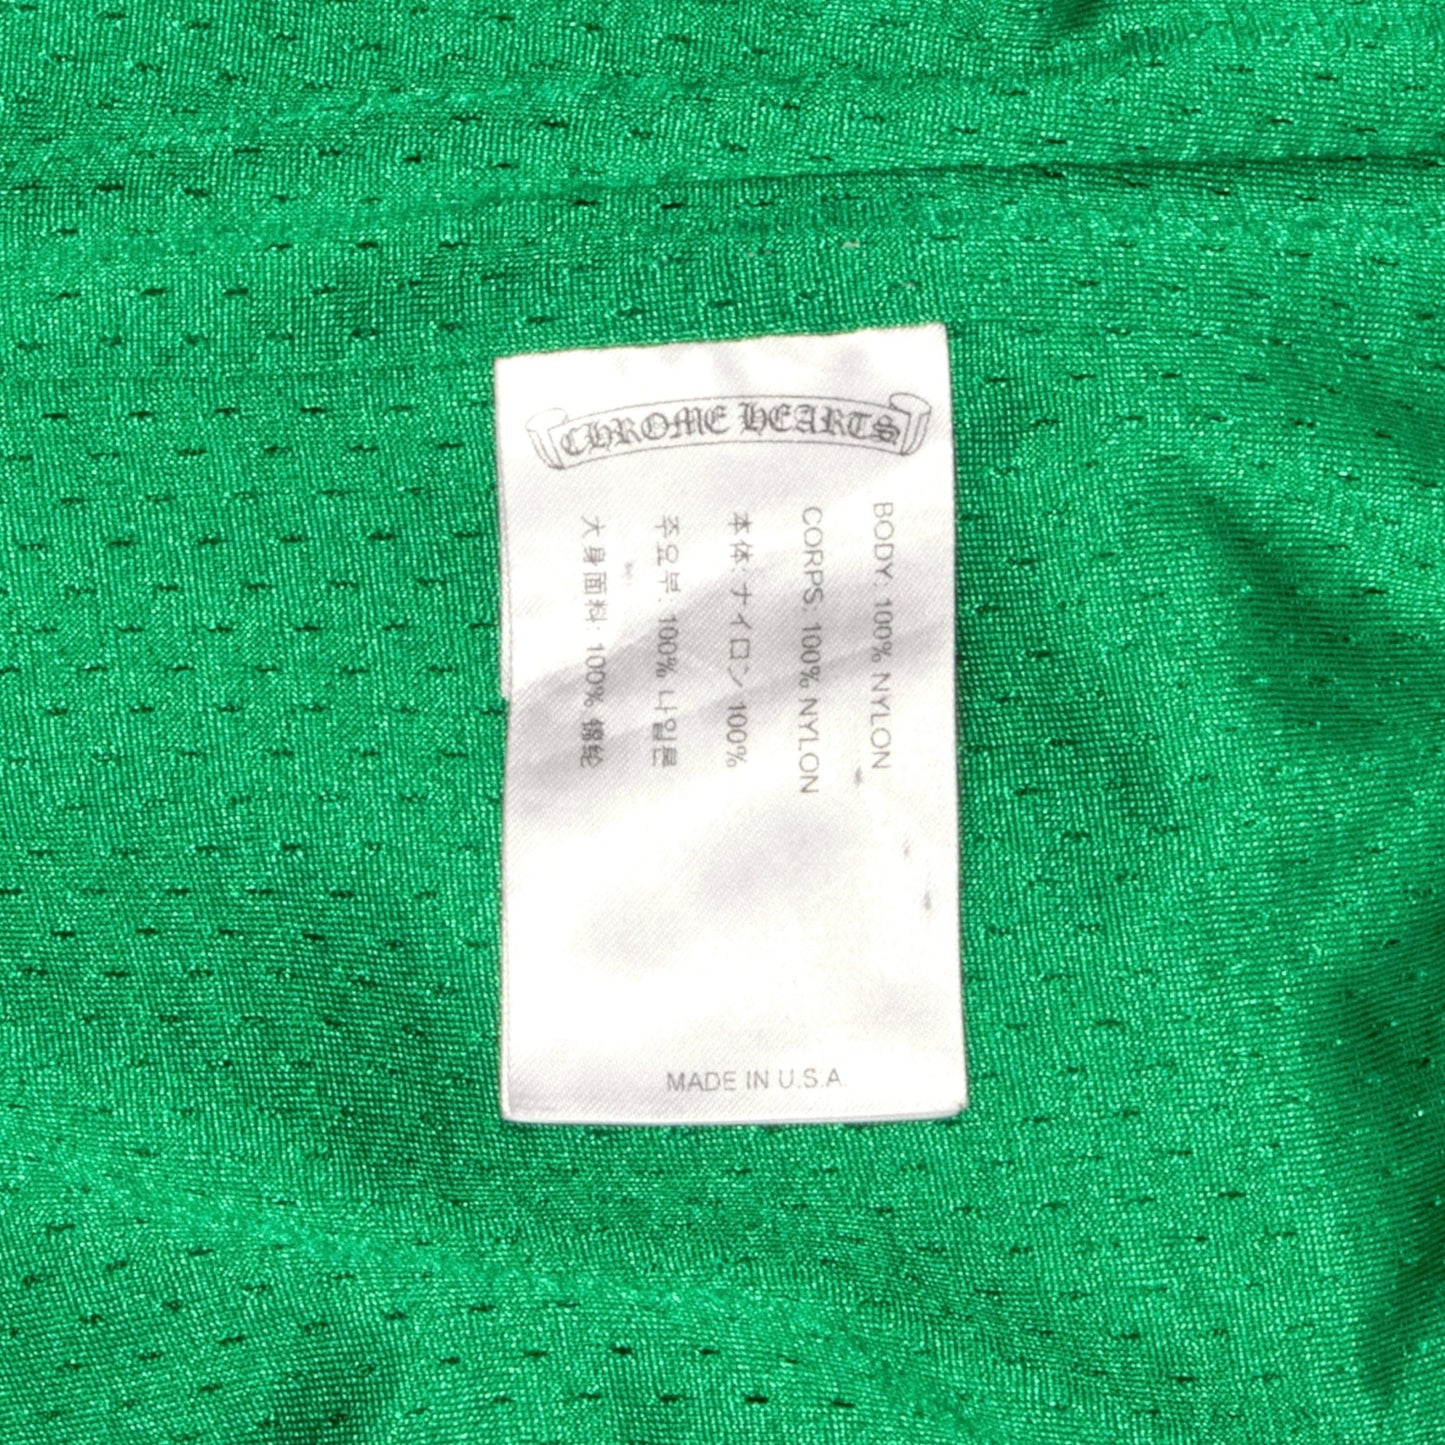 CHROME HEARTS
BODY: 100% NYLON
CORPS: 100% NYLON
本体: ナイロン 100%
주요부: 100% 나일론
大身面料: 100% 锦纶
MADE IN U.S.A.